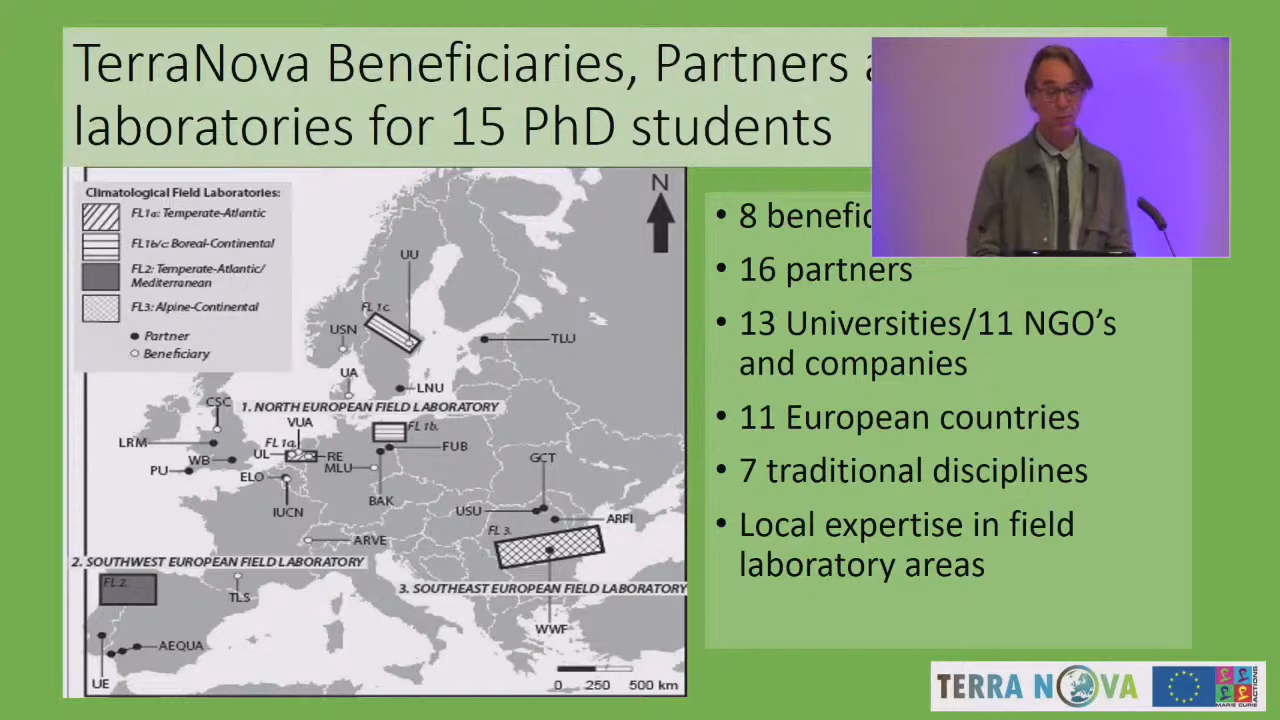 TerraNova Beneficiaries, Partners
laboratories for 15 PhD students
Climatological Field Laboratories:
FL1a: Temperate-Atlantic
FL1b/c: Boreal-Continental
FL2: Temperate-Atlantic/
Mediterranean
FL3: Alpine-Continental
Partner
Beneficiary
N
UU
FL 1c.
USN
TLU
UA
LNU
CSC
1. NORTH EUROPEAN FIELD LABORATORY
VUA
FL 1b.
LRM
FL1a.
UL
RE
FUB
WB
MLU
GCT
PU
ELO
BAK
IUCN
USU
ARFI
FL 3.
ARVE
2. SOUTHWEST EUROPEAN FIELD LABORATORY
FL 2.
3. SOUTHEAST EUROPEAN FIELD LABORATORY
TLS
WWF
AEQUA
UE
0 250 500 km
• 8
• 16 partners
• 13 Universities/11 NGO's
and companies
• 11 European countries
• 7 traditional disciplines
• Local expertise in field
laboratory areas
TERRA NOVA
MARIE CURIE
ACTIONS